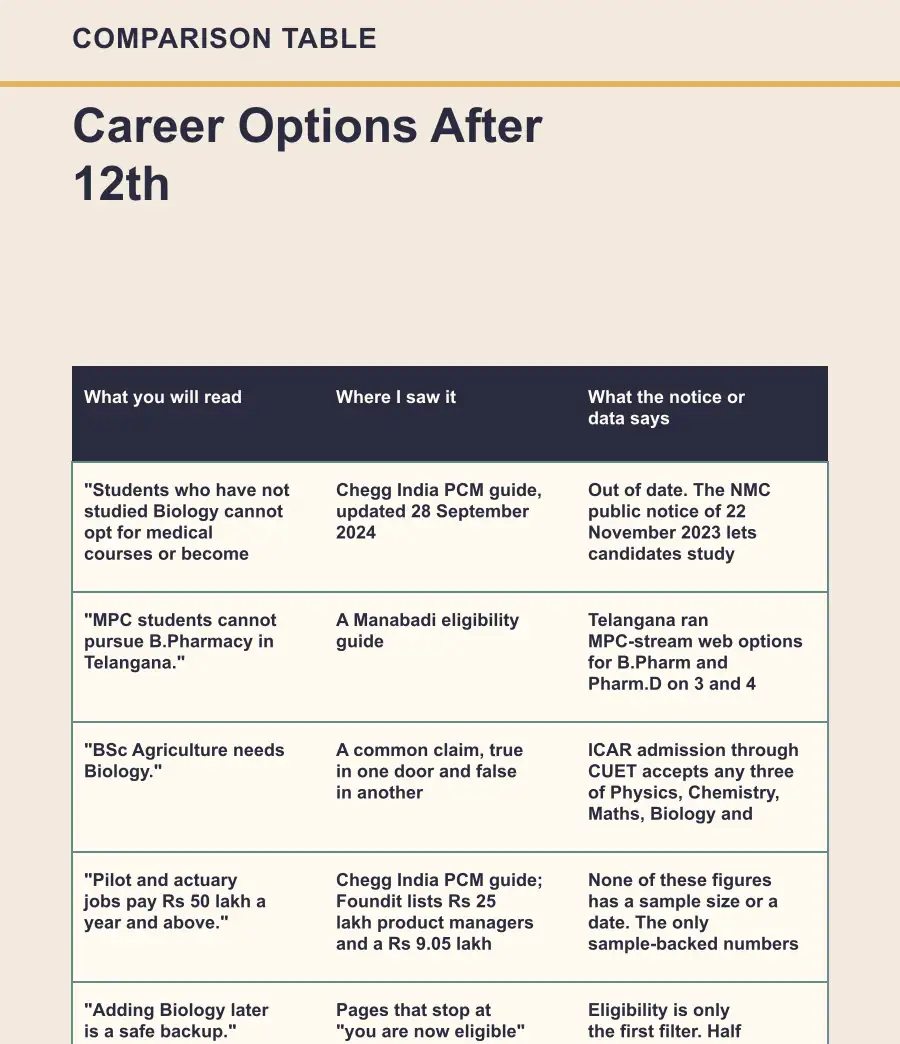 COMPARISON TABLE
Career Options After
12th
What you will read
Where I saw it
What the notice or
data says
"Students who have not
studied Biology cannot
opt for medical
courses or become
Chegg India PCM guide,
updated 28 September
2024
Out of date. The NMC
public notice of 22
November 2023 lets
candidates study
"MPC students cannot
pursue B.Pharmacy in
Telangana."
A Manabadi eligibility
guide
Telangana ran
MPC-stream web options
for B.Pharm and
Pharm.D on 3 and 4
"BSc Agriculture needs
Biology."
A common claim, true
in one door and false
in another
ICAR admission through
CUET accepts any three
of Physics, Chemistry,
Maths, Biology and
"Pilot and actuary
jobs pay Rs 50 lakh a
year and above."
Chegg India PCM guide;
Foundit lists Rs 25
lakh product managers
and a Rs 9.05 lakh
None of these figures
has a sample size or a
date. The only
sample-backed numbers
"Adding Biology later
is a safe backup."
Pages that stop at
"you are now eligible"
Eligibility is only
the first filter. Half